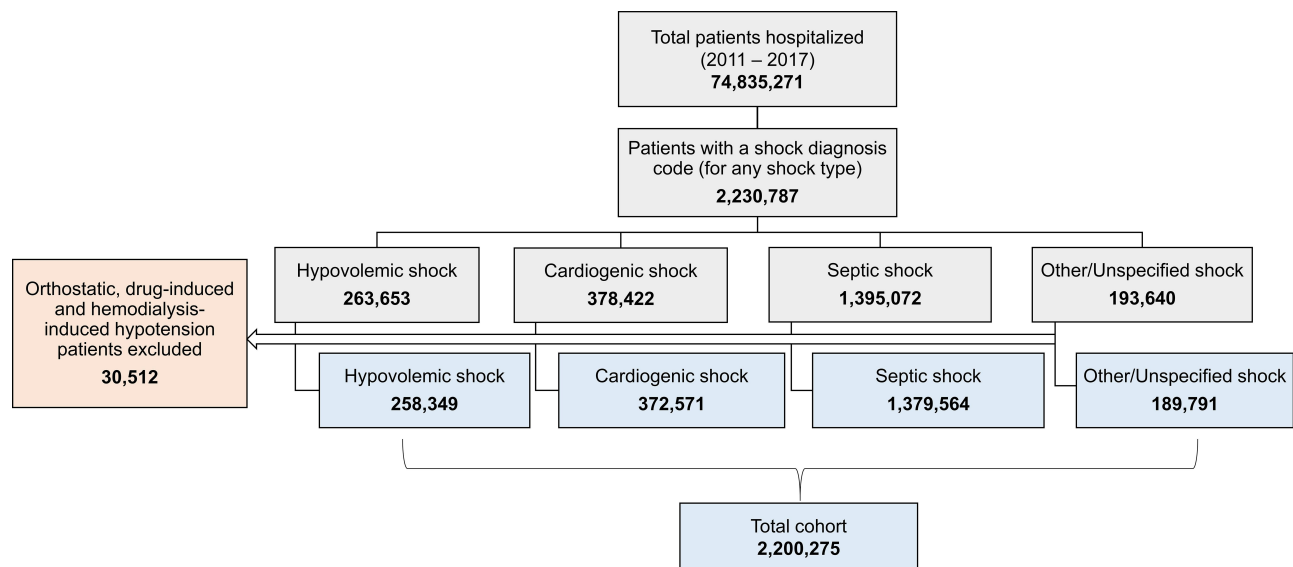 Total patients hospitalized
(2011 – 2017)
74,835,271
Patients with a shock diagnosis
code (for any shock type)
2,230,787
Hypovolemic shock
263,653
Cardiogenic shock
378,422
Septic shock
1,395,072
Other/Unspecified shock
193,640
Orthostatic, drug-induced
and hemodialysis-
induced hypotension
patients excluded
30,512
Hypovolemic shock
258,349
Cardiogenic shock
372,571
Septic shock
1,379,564
Other/Unspecified shock
189,791
Total cohort
2,200,275